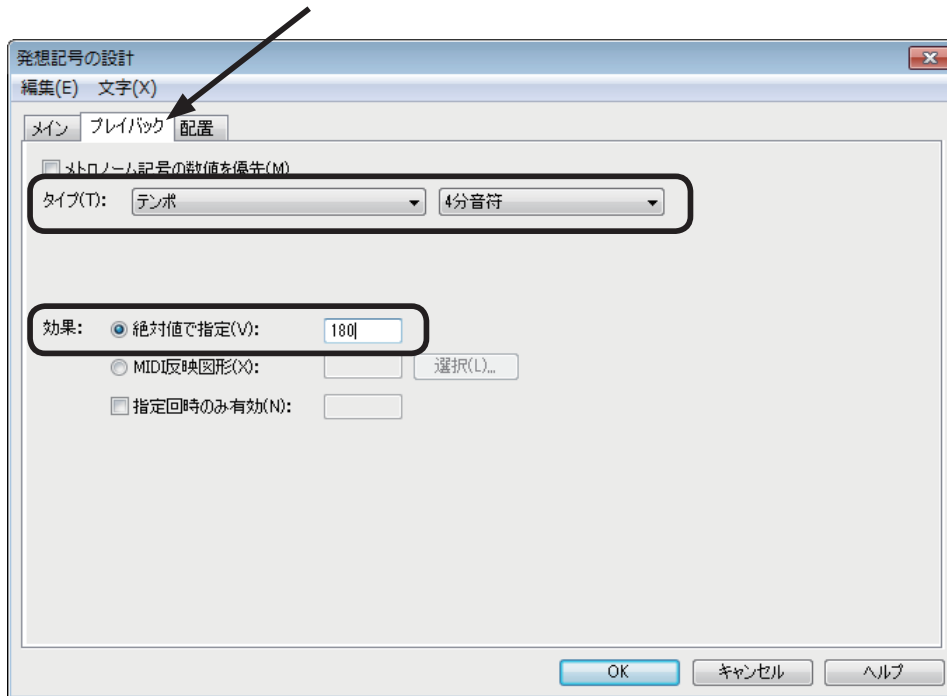 発想記号の設計
編集(E) 文字(X)
メイン プレイバック 配置
メトロノーム記号の数値を優先(M)
タイプ(T): テンポ 4分音符
効果: 絶対値で指定(V): 180
MIDI反映図形(X): 選択(L)...
指定回時のみ有効(N):
OK キャンセル ヘルプ